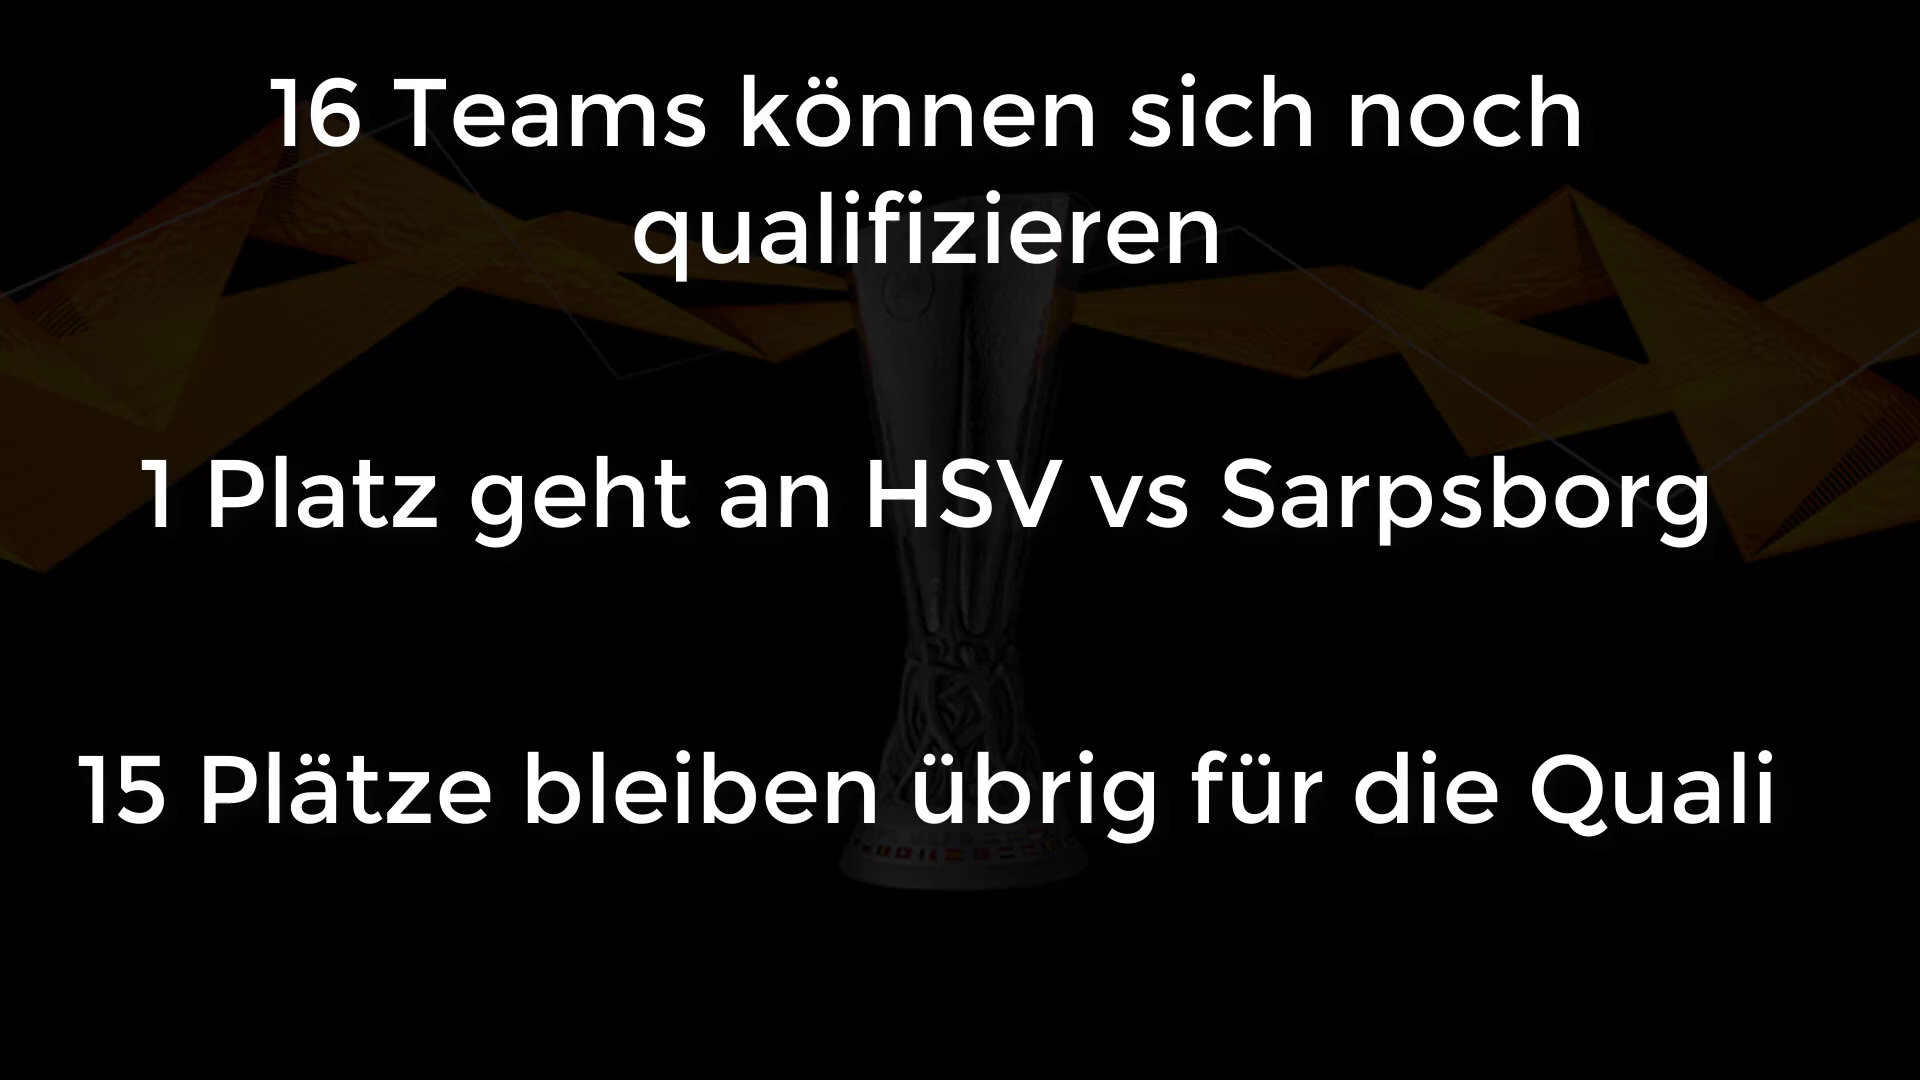 16 Teams können sich noch
qualifizieren
1 Platz geht an HSV vs Sarpsborg
15 Plätze bleiben übrig für die Quali